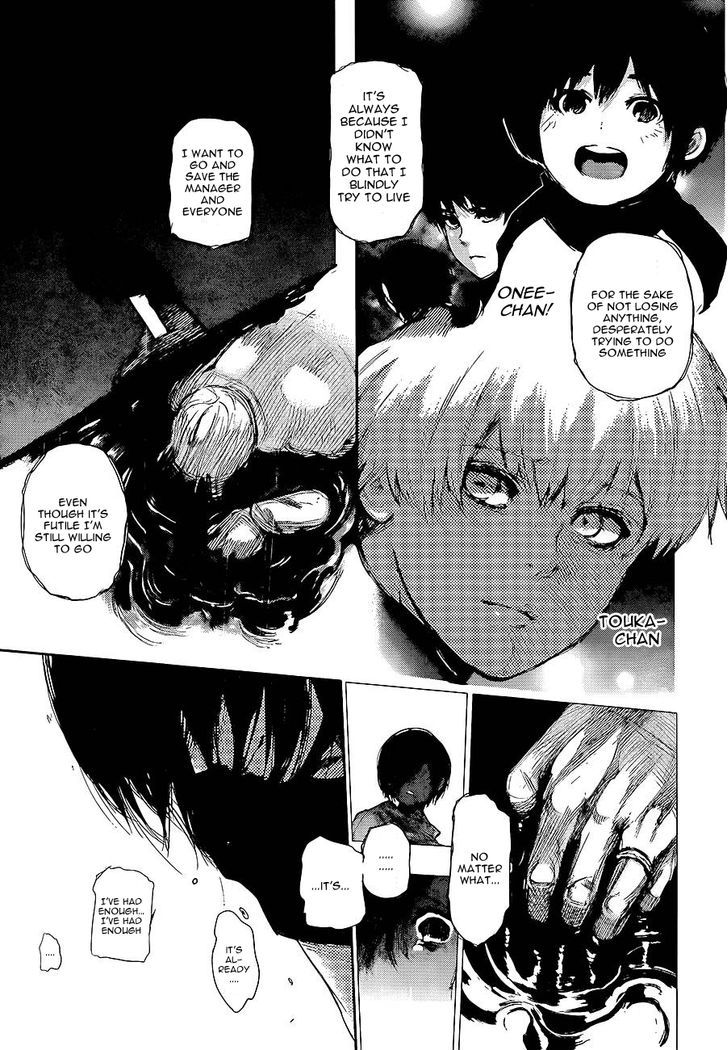 IT'S
ALWAYS
BECAUSE I
DIDN'T
KNOW
WHAT TO
DO THAT I
BLINDLY
TRY TO LIVE
ONEE-
CHAN!
FOR THE SAKE
OF NOT LOSING
ANYTHING,
DESPERATELY
TRYING TO DO
SOMETHING
TOUKA-
CHAN
I WANT TO
GO AND
SAVE THE
MANAGER
AND
EVERYONE
EVEN
THOUGH IT'S
FUTILE I'M
STILL WILLING
TO GO
NO
MATTER
WHAT...
.....
.....
...IT'S...
IT'S
AL-
READY
....
I'VE HAD
ENOUGH...
I'VE HAD
ENOUGH
....